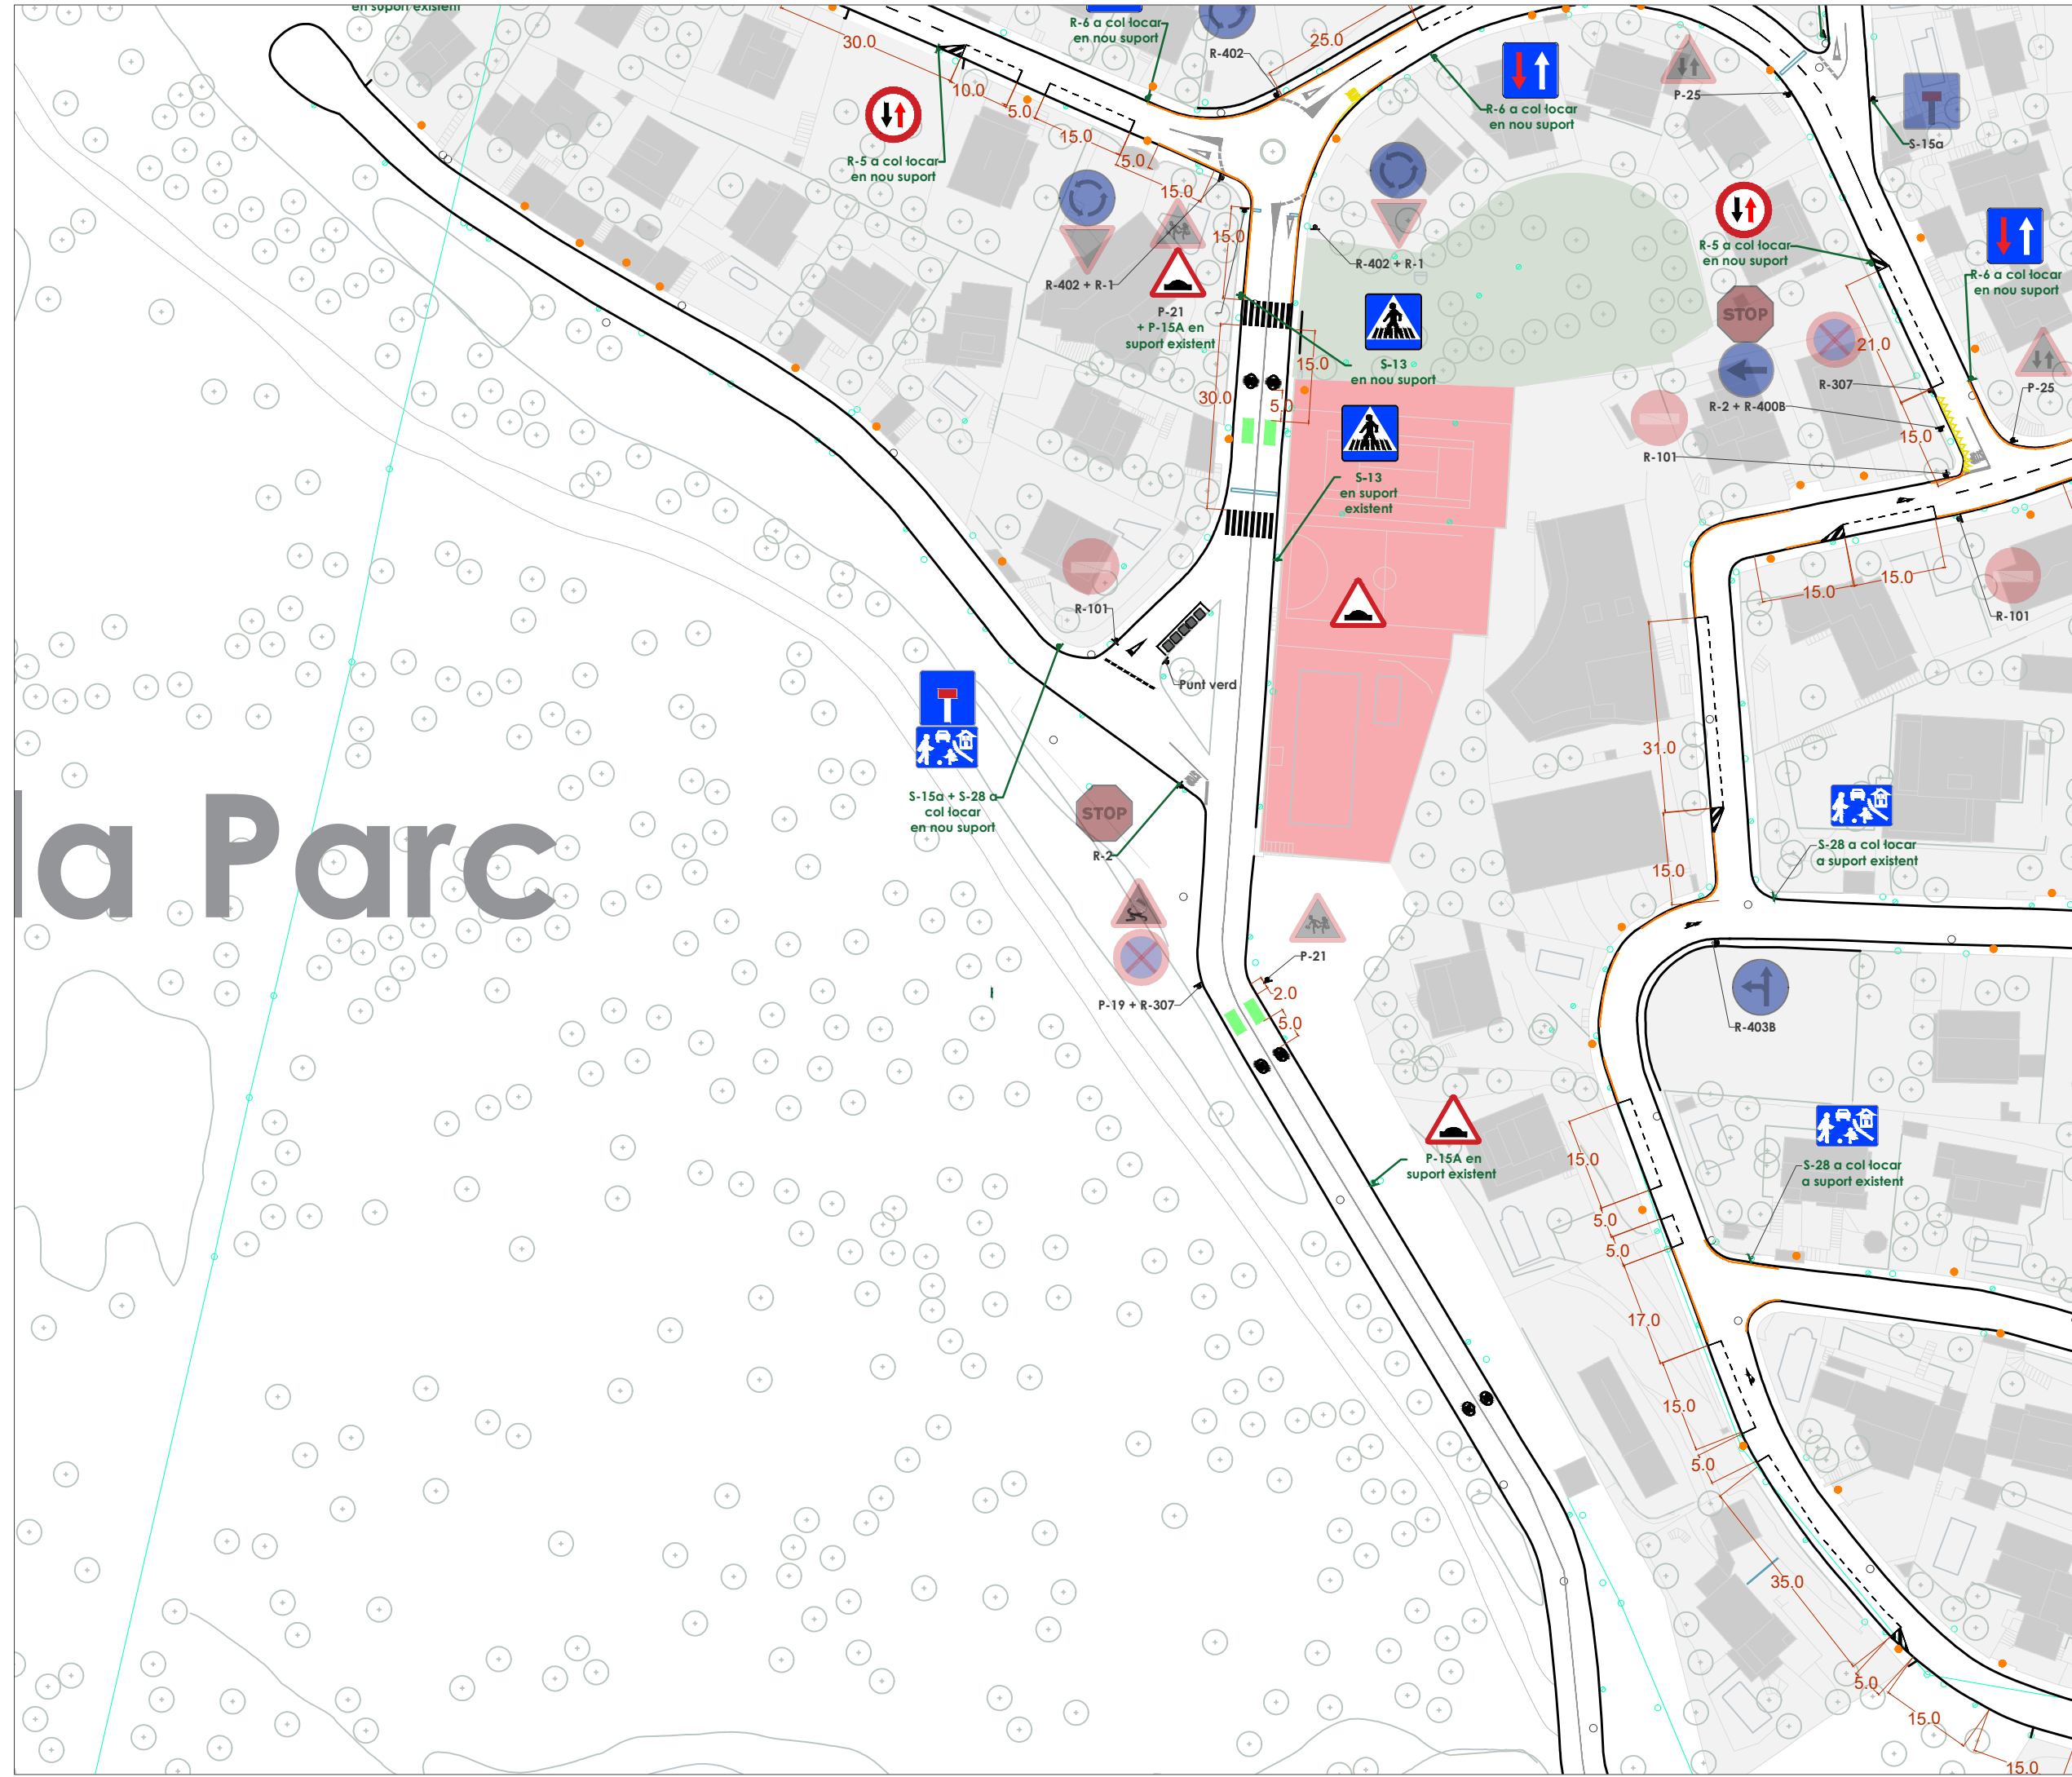 en suport existent
R-6 a col·locar
en nou suport
R-402
25.0
30.0
10.0
5.0
15.0
5.0
15.0
R-5 a col·locar
en nou suport
R-6 a col·locar
en nou suport
P-25
S-15a
R-5 a col·locar
en nou suport
R-6 a col·locar
en nou suport
R-402 + R-1
15.0
R-402 + R-1
P-21
+ P-15A en
suport existent
S-13
en nou suport
15.0
30.0
5.0
STOP
21.0
R-307
R-2 + R-400B
P-25
R-101
15.0
S-13
en suport
existent
15.0
15.0
R-101
R-101
Punt verd
31.0
15.0
S-15a + S-28 a
col·locar
en nou suport
STOP
R-2
la Parc
S-28 a col·locar
a suport existent
P-21
2.0
5.0
P-19 + R-307
R-403B
P-15A en
suport existent
15.0
5.0
5.0
S-28 a col·locar
a suport existent
17.0
15.0
5.0
35.0
5.0
15.0
15.0